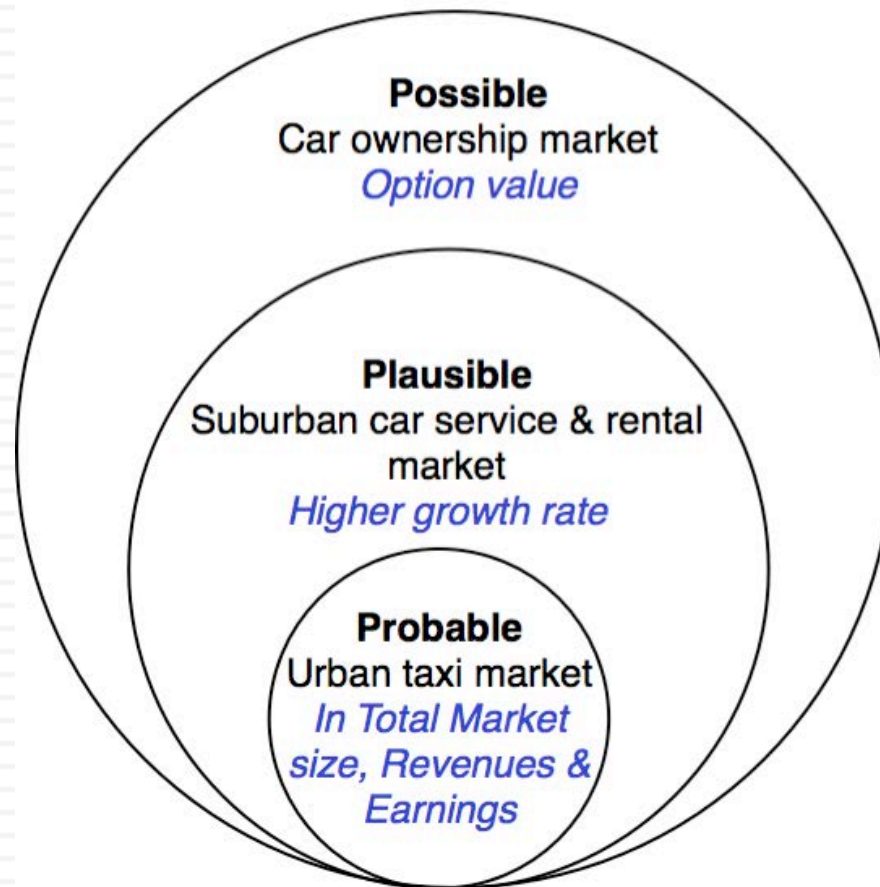 Possible
Car ownership market
Option value
Plausible
Suburban car service & rental
market
Higher growth rate
Probable
Urban taxi market
In Total Market
size, Revenues &
Earnings